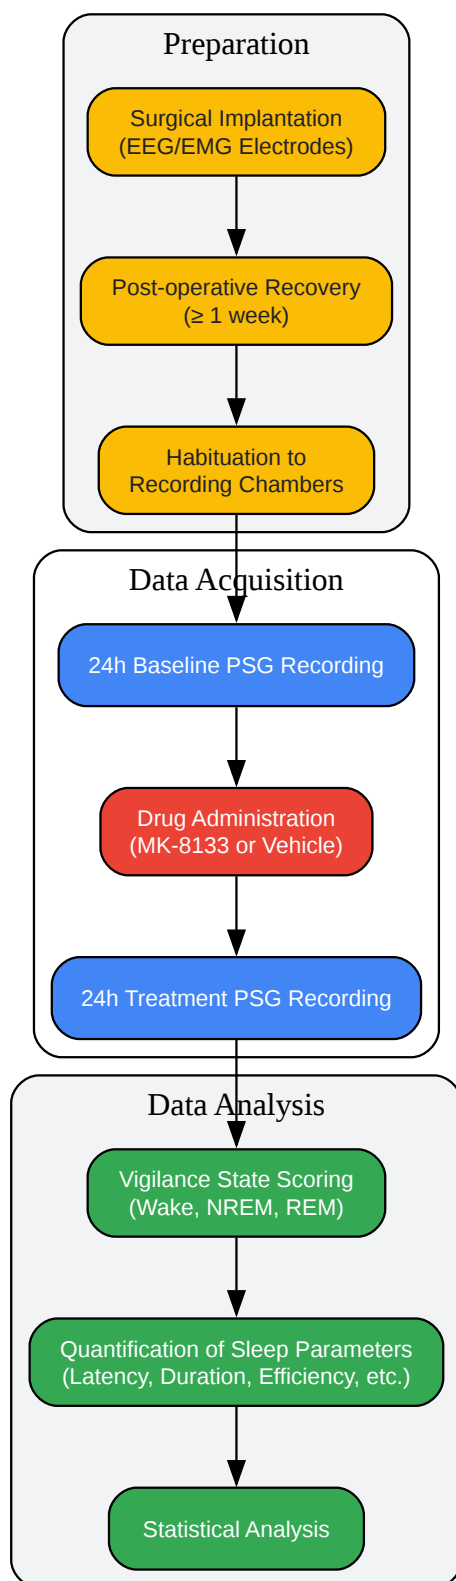 Preparation
Surgical Implantation
(EEG/EMG Electrodes)
Post-operative Recovery
(≥ 1 week)
Habituation to
Recording Chambers
Data Acquisition
24h Baseline PSG Recording
Drug Administration
(MK-8133 or Vehicle)
24h Treatment PSG Recording
Data Analysis
Vigilance State Scoring
(Wake, NREM, REM)
Quantification of Sleep Parameters
(Latency, Duration, Efficiency, etc.)
Statistical Analysis